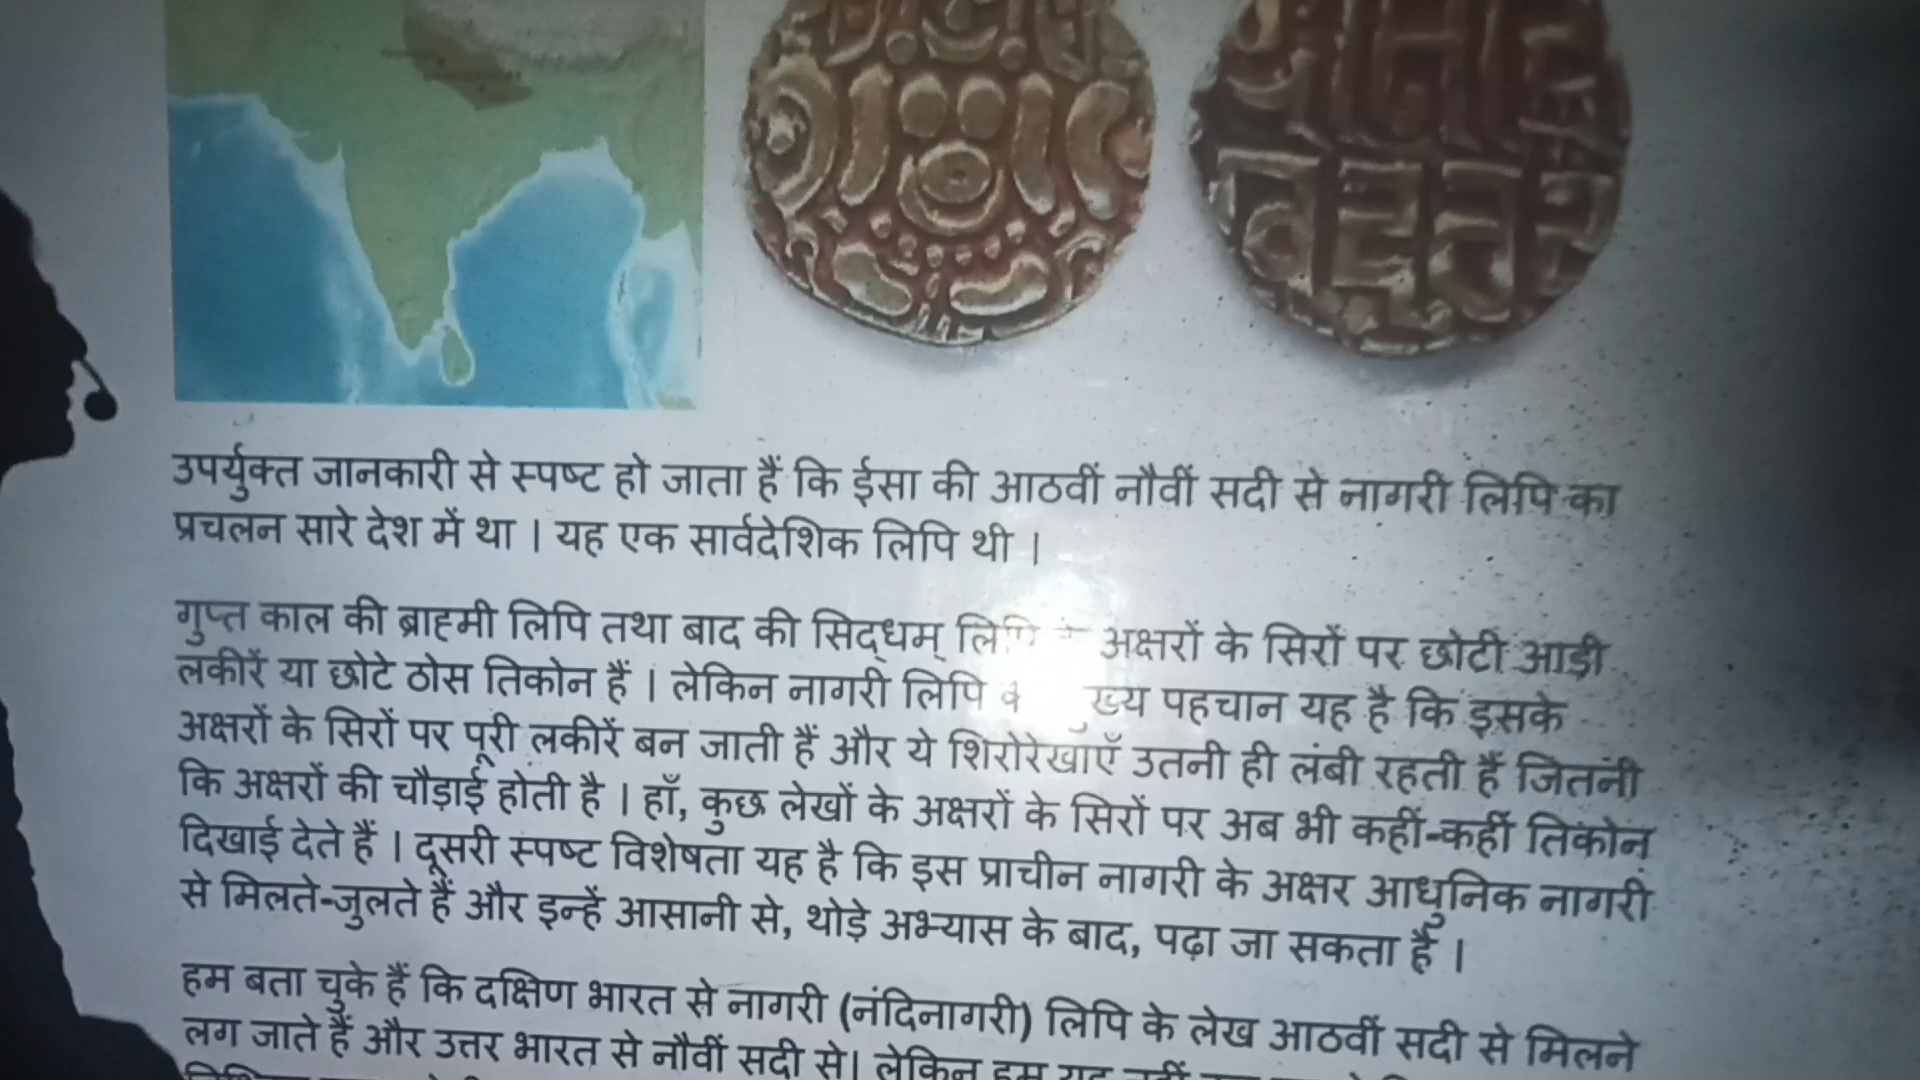 उपर्युक्त जानकारी से स्पष्ट हो जाता हैं कि ईसा की आठवीं नौवीं सदी से नागरी लिपि का
प्रचलन सारे देश में था । यह एक सार्वदेशिक लिपि थी ।
गुप्त काल की ब्राह्मी लिपि तथा बाद की सिद्धम् अक्षरों के सिरों पर छोटी आड़ी
लकीरें या छोटे ठोस तिकोन हैं । लेकिन नागरी लिपि पहचान यह है कि इसके
अक्षरों के सिरों पर पूरी लकीरें बन जाती हैं और ये शिरोरेखाएँ उतनी ही लंबी रहती हैं जितनी
कि अक्षरों की चौड़ाई होती है । हाँ, कुछ लेखों के अक्षरों के सिरों पर अब भी कहीं-कहीं तिकोन
दिखाई देते हैं । दूसरी स्पष्ट विशेषता यह है कि इस प्राचीन नागरी के अक्षर आधुनिक नागरी
से मिलते-जुलते हैं और इन्हें आसानी से, थोड़े अभ्यास के बाद, पढ़ा जा सकता हैं ।
हम बता चुके हैं कि दक्षिण भारत से नागरी (नंदिनागरी) लिपि के लेख आठवीं सदी से मिलने
लग जाते हैं और उत्तर भारत से नौवीं सदी से। लेकिन हम